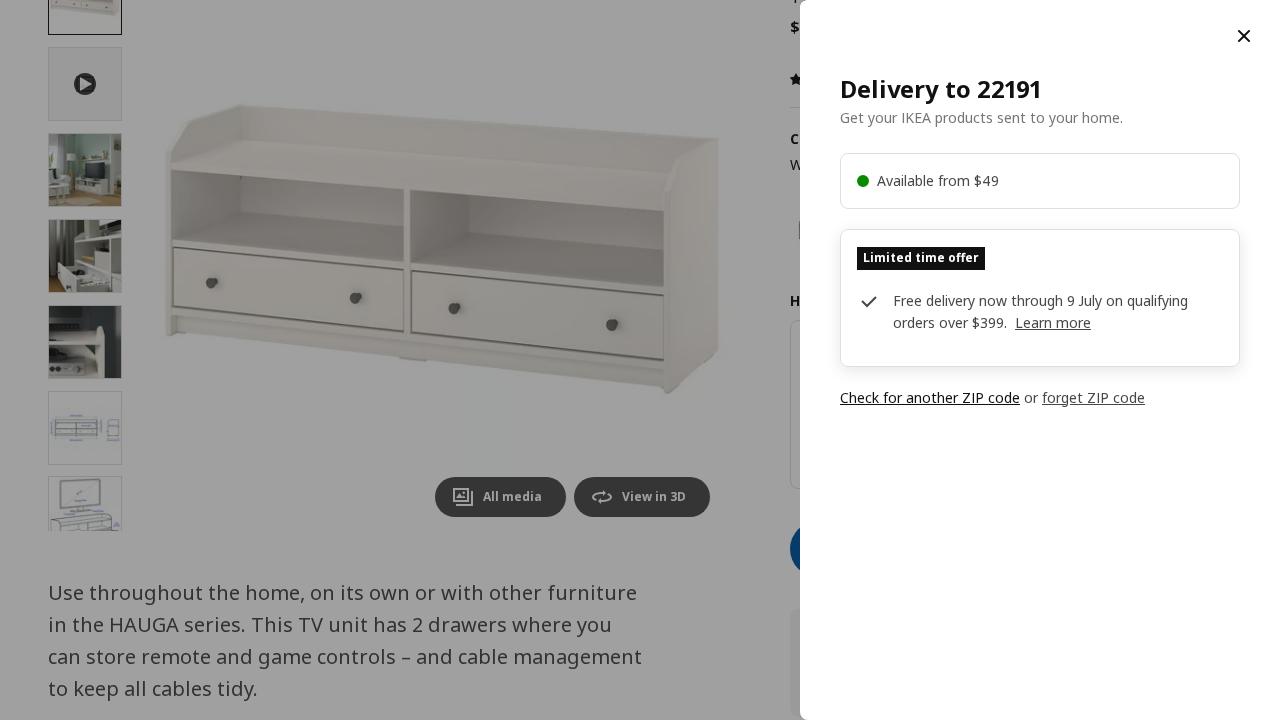 All media
View in 3D
Use throughout the home, on its own or with other furniture
in the HAUGA series. This TV unit has 2 drawers where you
can store remote and game controls – and cable management
to keep all cables tidy.
$
C
W
H
Delivery to 22191
Get your IKEA products sent to your home.
Available from $49
Limited time offer
Free delivery now through 9 July on qualifying
orders over $399. Learn more
Check for another ZIP code or forget ZIP code